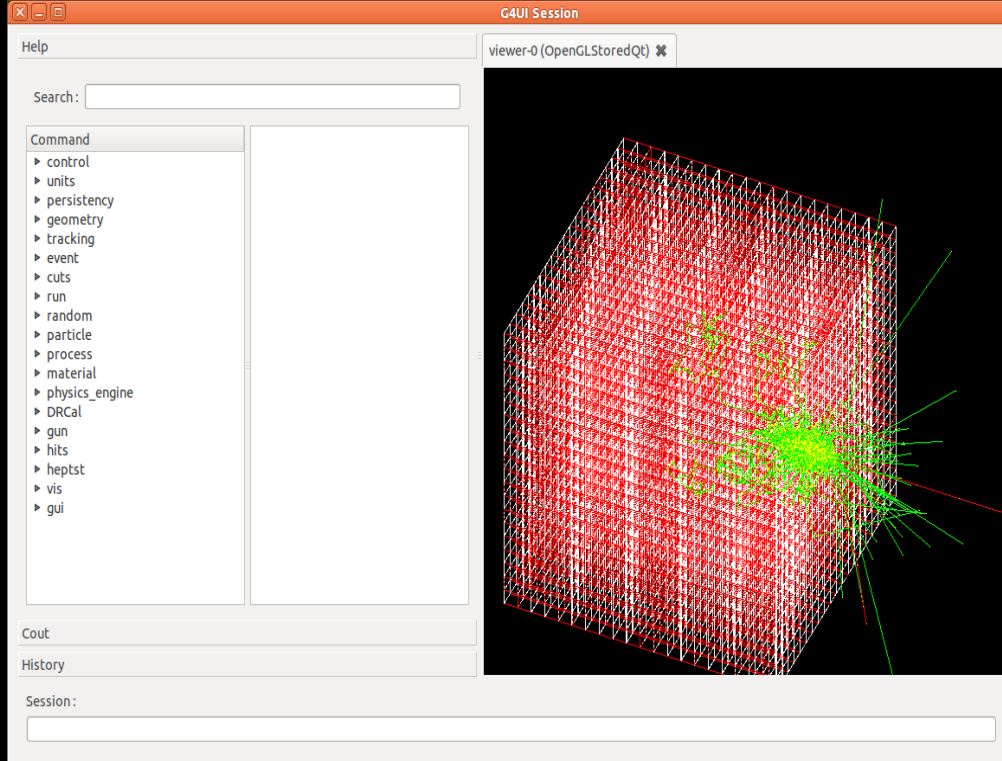 G4UI Session
Help
viewer-0 (OpenGLStoredQt)
Search :
Command
control
units
persistency
geometry
tracking
event
cuts
run
random
particle
process
material
physics_engine
DRCal
gun
hits
heptst
vis
gui
Cout
History
Session :